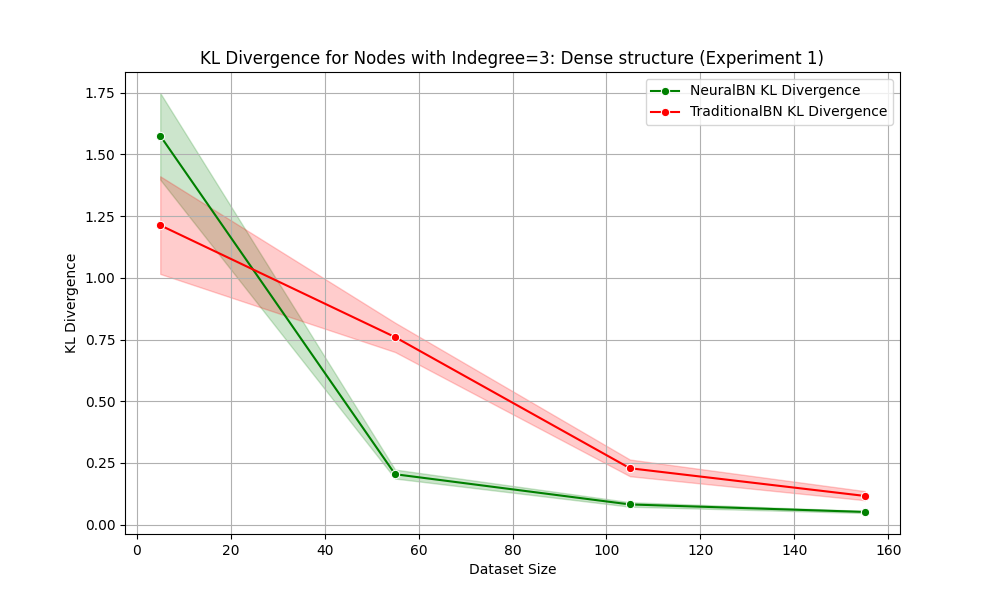 KL Divergence for Nodes with Indegree=3: Dense structure (Experiment 1)
NeuralBN KL Divergence
TraditionalBN KL Divergence
KL Divergence
1.75
1.50
1.25
1.00
0.75
0.50
0.25
0.00
0 20 40 60 80 100 120 140 160
Dataset Size